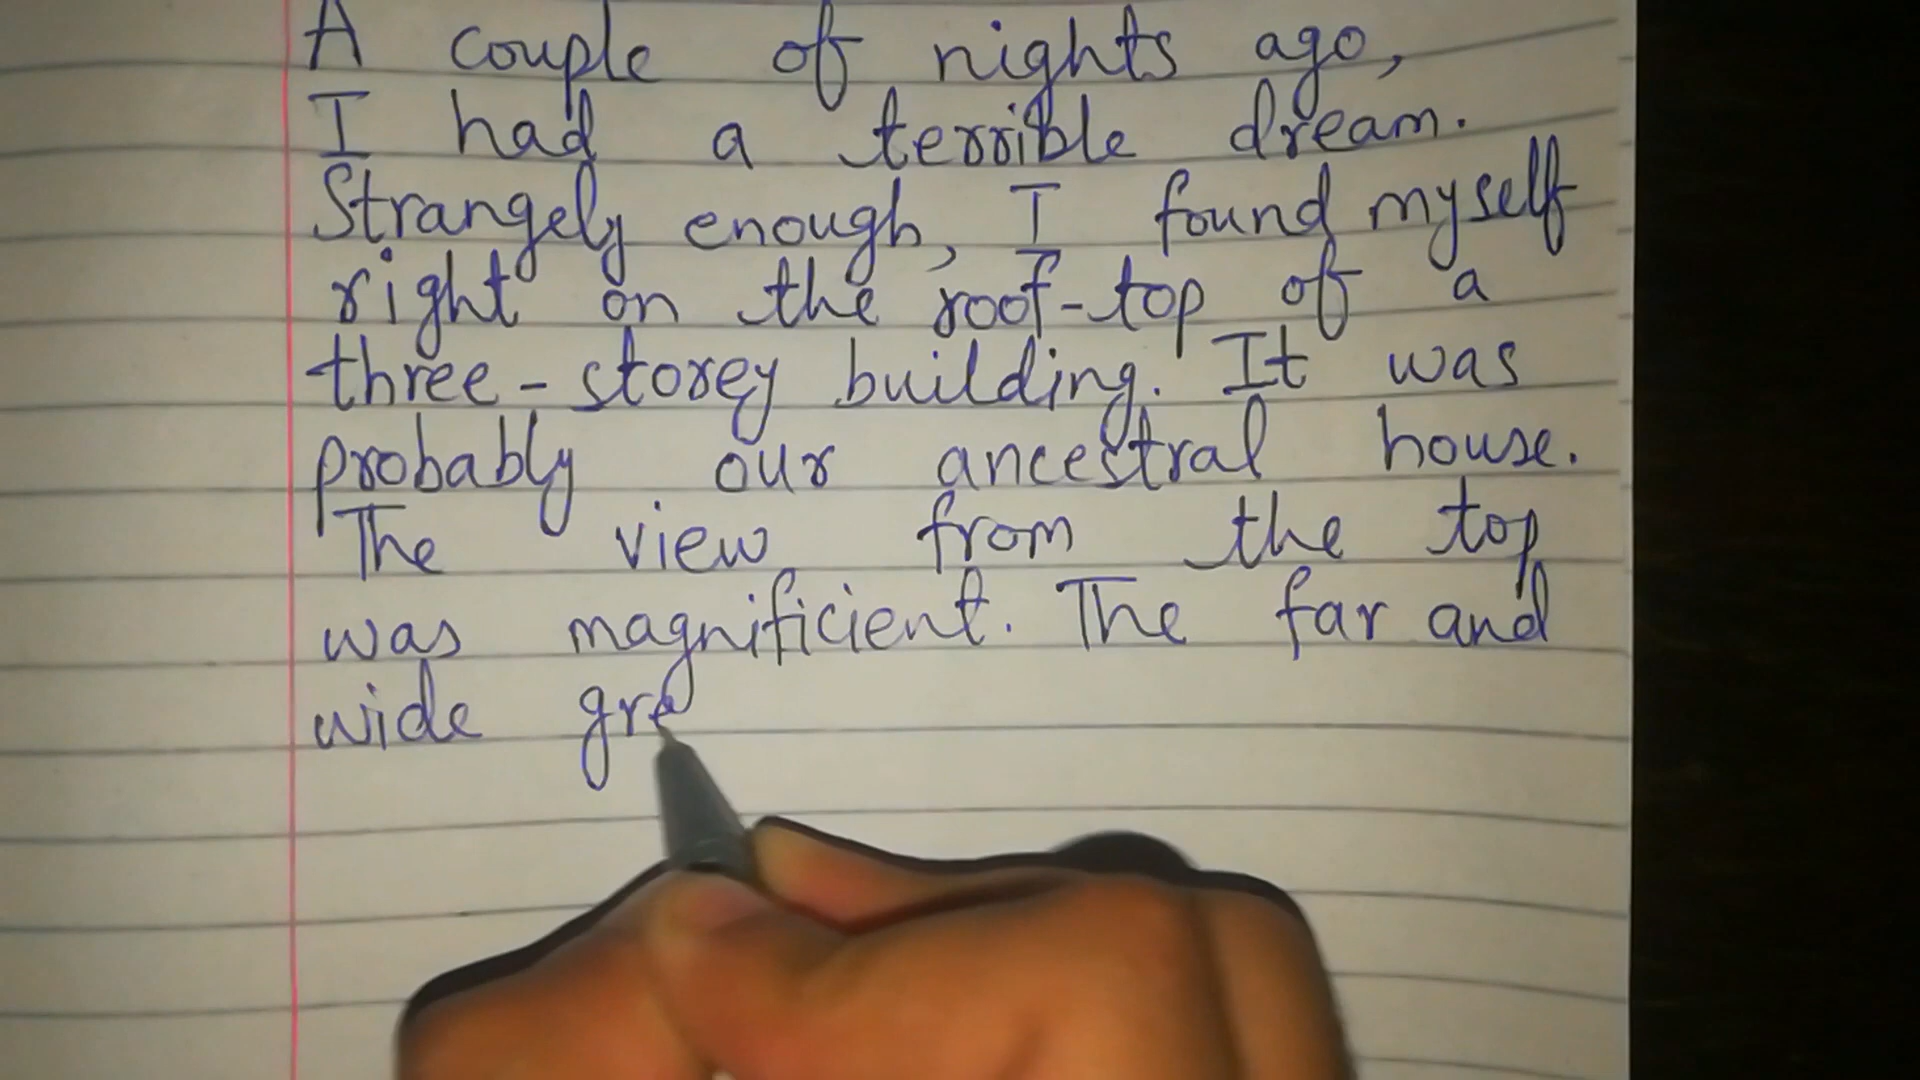 A couple of nights ago,
I had a terrible dream.
Strangely enough, I found myself
right on the roof-top of a
three-storey building. It was
probably our ancestral house.
The view from the top
was magnificient. The far and
wide gre